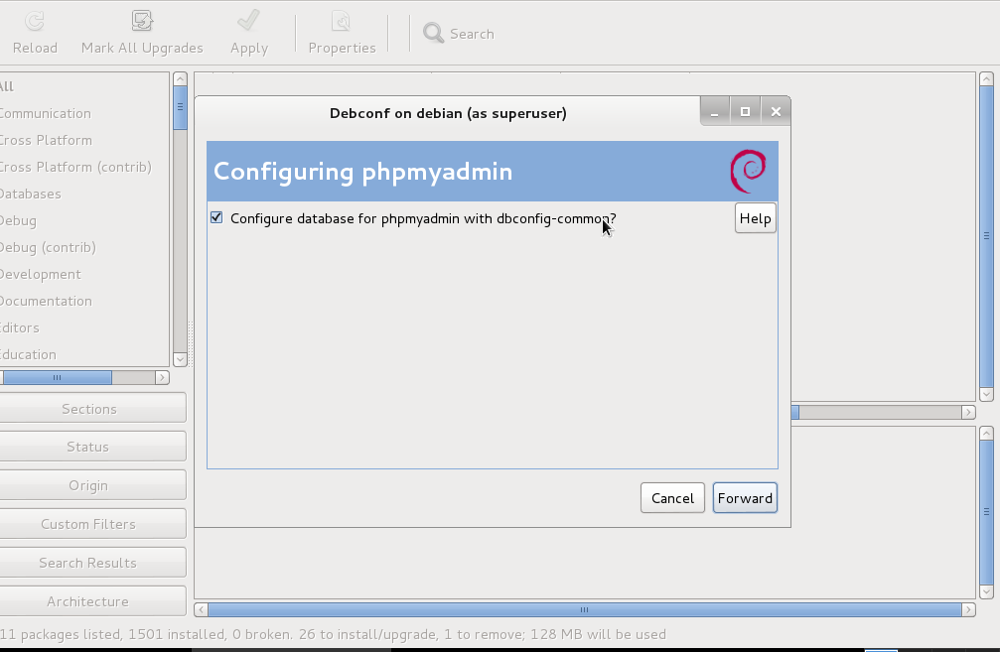 Reload Mark All Upgrades Apply Properties Search
All
Communication
Cross Platform
Cross Platform (contrib)
Databases
Debug
Debug (contrib)
Development
Documentation
Editors
Education
Sections
Status
Origin
Custom Filters
Search Results
Architecture
Debconf on debian (as superuser)
Configuring phpmyadmin
Configure database for phpmyadmin with dbconfig-common?
Help
Cancel Forward
11 packages listed, 1501 installed, 0 broken. 26 to install/upgrade, 1 to remove; 128 MB will be used